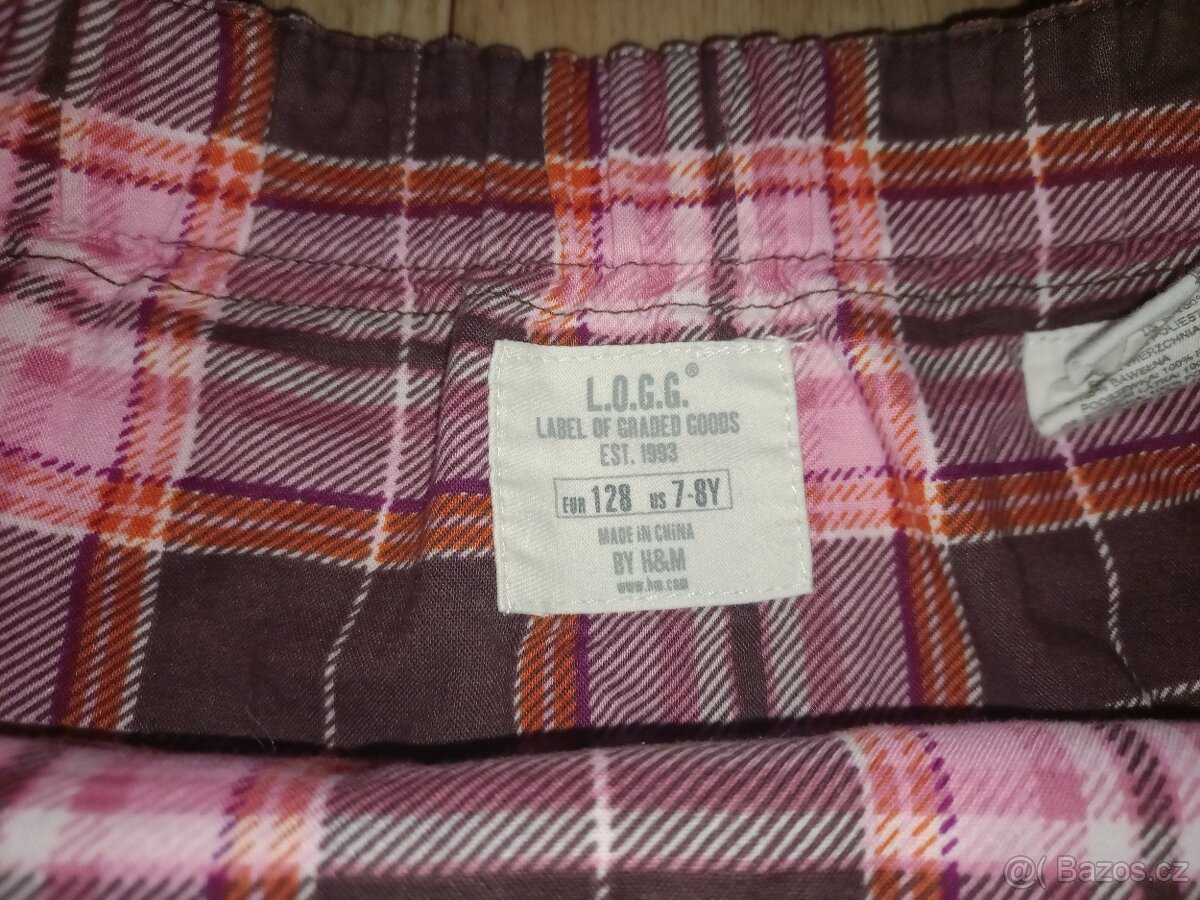 L.O.G.G.®
LABEL OF GRADED GOODS
EST. 1993
EUR 128 US 7-8Y
MADE IN CHINA
BY H&M
www.hm.com
BAWEŁNA
Bazos.cz